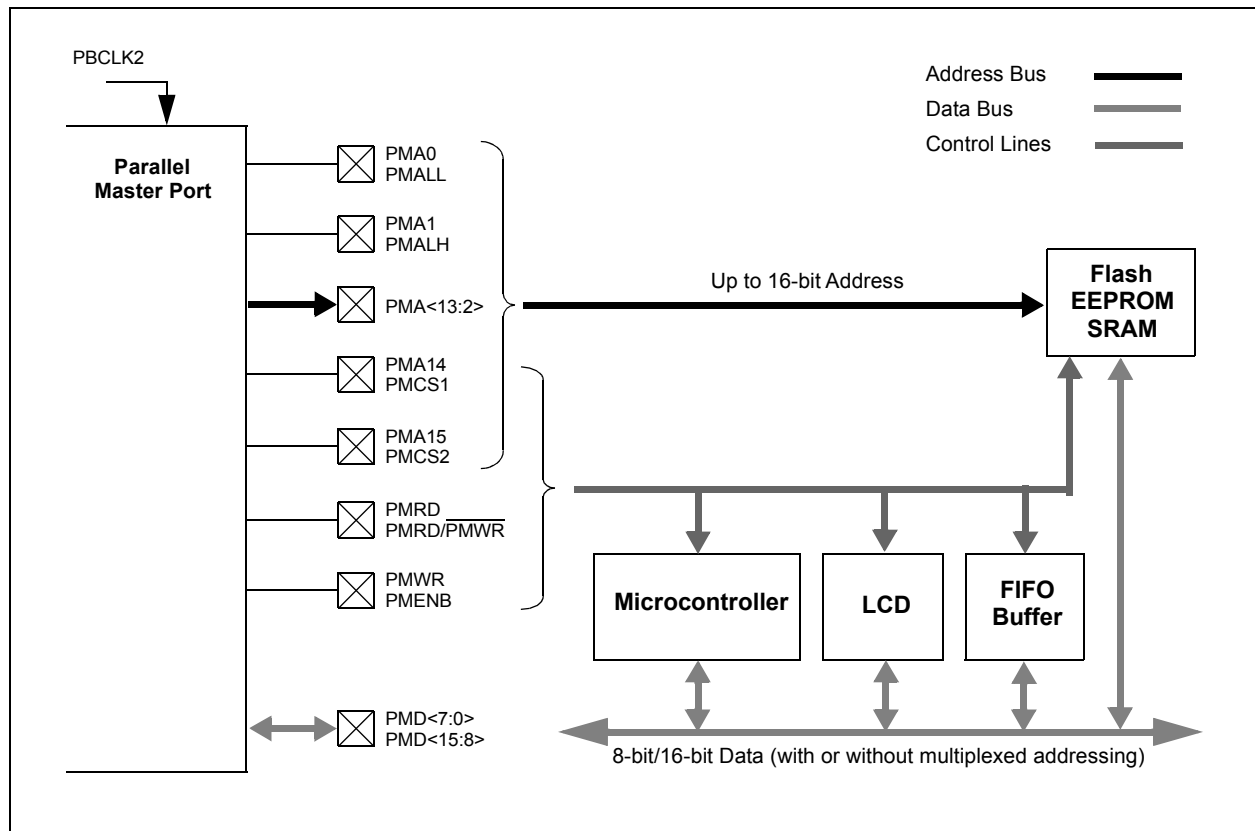 PBCLK2
Address Bus
Data Bus
Control Lines
Parallel
Master Port
PMA0
PMALL
PMA1
PMALH
PMA<13:2>
PMA14
PMCS1
PMA15
PMCS2
PMRD
PMRD/PMWR
PMWR
PMENB
PMD<7:0>
PMD<15:8>
Up to 16-bit Address
Flash
EEPROM
SRAM
Microcontroller
LCD
FIFO
Buffer
8-bit/16-bit Data (with or without multiplexed addressing)